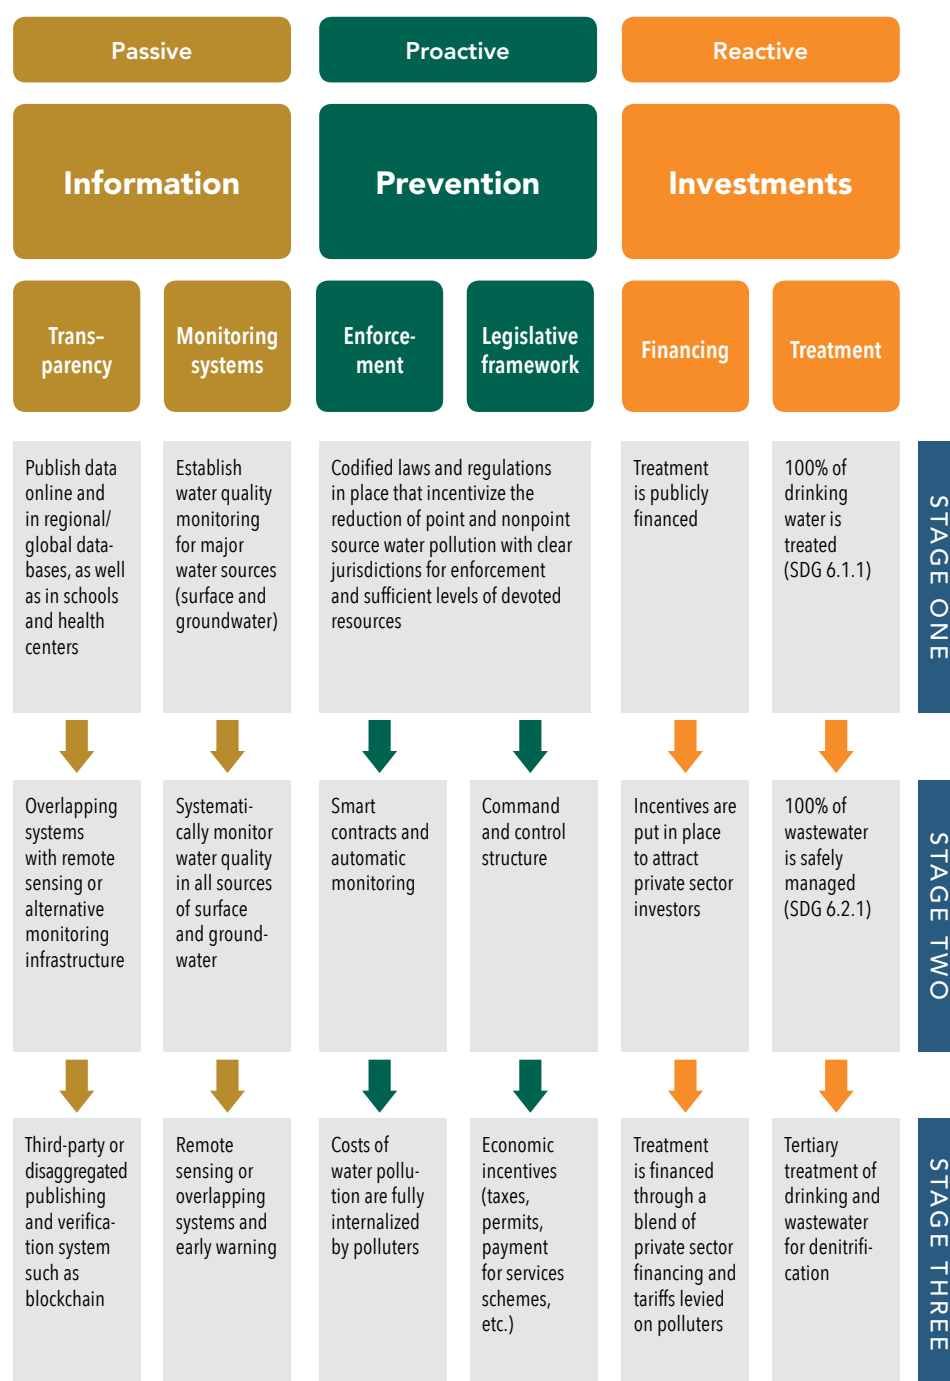 Passive
Proactive
Reactive
Information
Prevention
Investments
Trans–
parency
Monitoring
systems
Enforce-
ment
Legislative
framework
Financing
Treatment
Publish data
online and
in regional/
global data-
bases, as well
as in schools
and health
centers
Establish
water quality
monitoring
for major
water sources
(surface and
groundwater)
Codified laws and regulations
in place that incentivize the
reduction of point and nonpoint
source water pollution with clear
jurisdictions for enforcement
and sufficient levels of devoted
resources
Treatment
is publicly
financed
100% of
drinking
water is
treated
(SDG 6.1.1)
STAGE ONE
Overlapping
systems
with remote
sensing or
alternative
monitoring
infrastructure
Systemati-
cally monitor
water quality
in all sources
of surface
and ground-
water
Smart
contracts and
automatic
monitoring
Command
and control
structure
Incentives are
put in place
to attract
private sector
investors
100% of
wastewater
is safely
managed
(SDG 6.2.1)
STAGE TWO
Third-party or
disaggregated
publishing
and verifica-
tion system
such as
blockchain
Remote
sensing or
overlapping
systems and
early warning
Costs of
water pollu-
tion are fully
internalized
by polluters
Economic
incentives
(taxes,
permits,
payment
for services
schemes,
etc.)
Treatment
is financed
through a
blend of
private sector
financing and
tariffs levied
on polluters
Tertiary
treatment of
drinking and
wastewater
for denitrifi-
cation
STAGE THREE